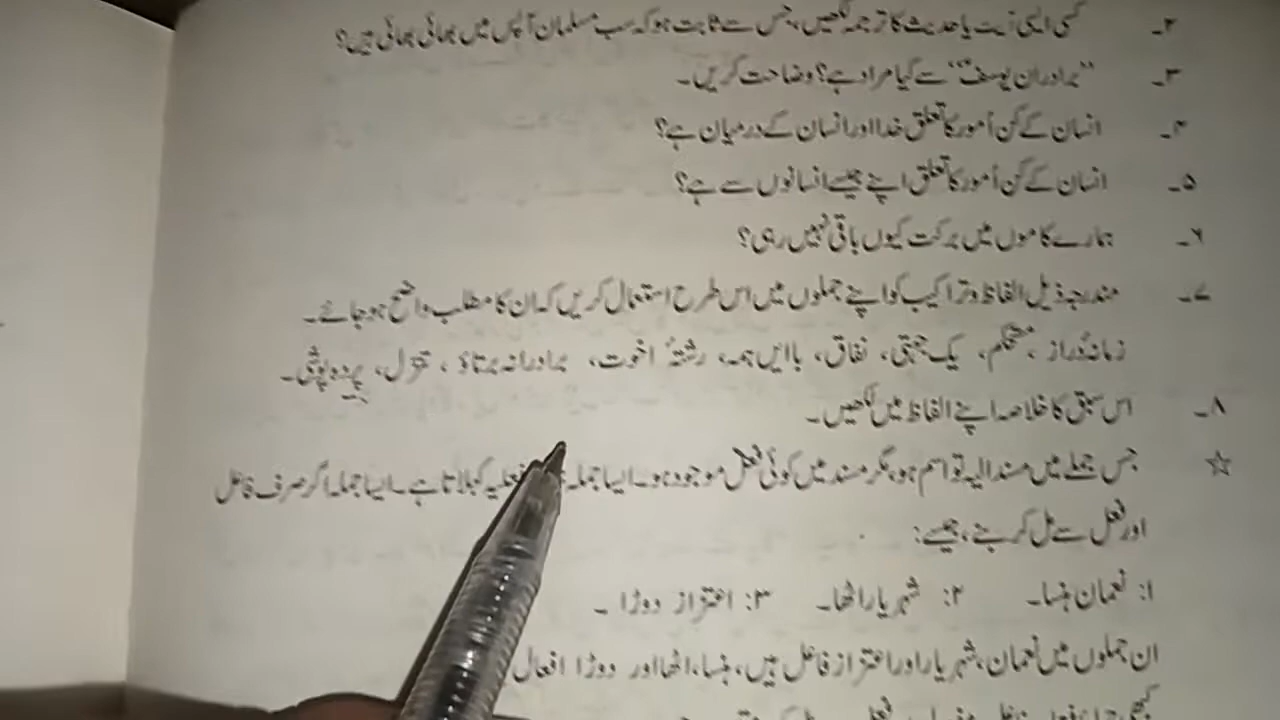 ۲۔ کسی ایسی آیت یا حدیث کا ترجمہ لکھیں، جس سے ثابت ہو کہ سب مسلمان آپس میں بھائی بھائی ہیں؟
۳۔ ”برادرانِ یوسفؑ“ سے کیا مراد ہے؟ وضاحت کریں۔
۴۔ انسان کے کن اُمور کا تعلق خدا اور انسان کے درمیان ہے؟
۵۔ انسان کے کن اُمور کا تعلق اپنے جیسے انسانوں سے ہے؟
۶۔ ہمارے کاموں میں برکت کیوں باقی نہیں رہی؟
۷۔ مندرجہ ذیل الفاظ و تراکیب کو اپنے جملوں میں اس طرح استعمال کریں کہ ان کا مطلب واضح ہو جائے۔
زمانۂ دراز، مستحکم، یک جہتی، نفاق، باایں ہمہ، رشتۂ اخوت، برادرانہ برتاؤ، تنزل، پردہ پوشی۔
۸۔ اس سبق کا خلاصہ اپنے الفاظ میں لکھیں۔
☆ جس جملے میں مسند الیہ تو اسم ہو، مگر مسند میں کوئی فعل موجود ہو۔ ایسا جملہ فعلیہ کہلاتا ہے۔ ایسا جملہ اگر صرف فاعل
اور فعل سے مل کر بنے، جیسے:
۱: نعمان ہنسا۔ ۲: شہریار اٹھا۔ ۳: اعتزاز دوڑا۔
ان جملوں میں نعمان، شہریار اور اعتزاز فاعل ہیں، ہنسا، اٹھا اور دوڑا افعال